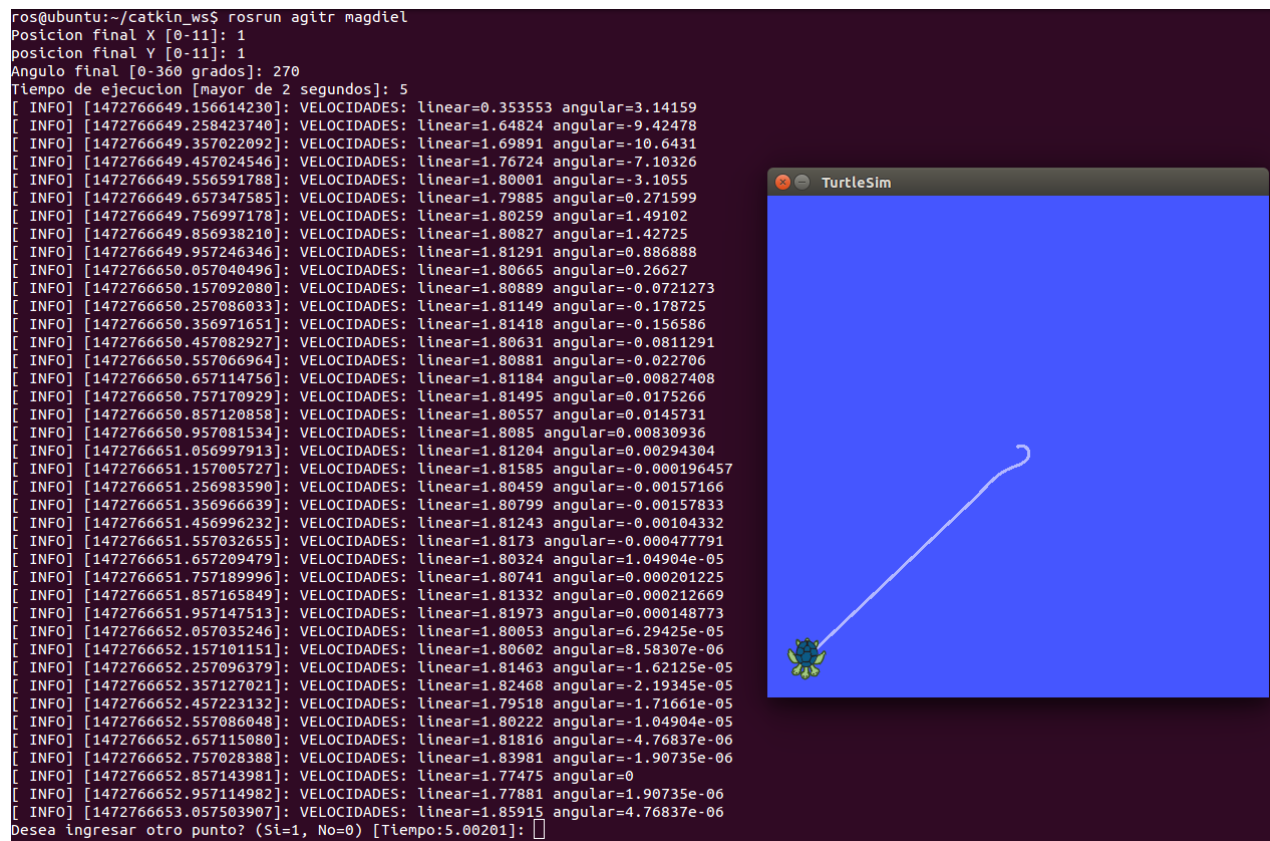 ros@ubuntu:~/catkin_ws$ rosrun agitr magdiel
Posicion final X [0-11]: 1
posicion final Y [0-11]: 1
Angulo final [0-360 grados]: 270
Tiempo de ejecucion [mayor de 2 segundos]: 5
[ INFO] [1472766649.156614230]: VELOCIDADES: linear=0.353553 angular=3.14159
[ INFO] [1472766649.258423740]: VELOCIDADES: linear=1.64824 angular=-9.42478
[ INFO] [1472766649.357022092]: VELOCIDADES: linear=1.69891 angular=-10.6431
[ INFO] [1472766649.457024546]: VELOCIDADES: linear=1.76724 angular=-7.10326
[ INFO] [1472766649.556591788]: VELOCIDADES: linear=1.80001 angular=-3.1055
[ INFO] [1472766649.657347585]: VELOCIDADES: linear=1.79885 angular=0.271599
[ INFO] [1472766649.756997178]: VELOCIDADES: linear=1.80259 angular=1.49102
[ INFO] [1472766649.856938210]: VELOCIDADES: linear=1.80827 angular=1.42725
[ INFO] [1472766649.957246346]: VELOCIDADES: linear=1.81291 angular=0.886888
[ INFO] [1472766650.057040496]: VELOCIDADES: linear=1.80665 angular=0.26627
[ INFO] [1472766650.157092080]: VELOCIDADES: linear=1.80889 angular=-0.0721273
[ INFO] [1472766650.257086033]: VELOCIDADES: linear=1.81149 angular=-0.178725
[ INFO] [1472766650.356971651]: VELOCIDADES: linear=1.81418 angular=-0.156586
[ INFO] [1472766650.457082927]: VELOCIDADES: linear=1.80631 angular=-0.0811291
[ INFO] [1472766650.557066964]: VELOCIDADES: linear=1.80881 angular=-0.022706
[ INFO] [1472766650.657114756]: VELOCIDADES: linear=1.81184 angular=0.00827408
[ INFO] [1472766650.757170929]: VELOCIDADES: linear=1.81495 angular=0.0175266
[ INFO] [1472766650.857120858]: VELOCIDADES: linear=1.80557 angular=0.0145731
[ INFO] [1472766650.957081534]: VELOCIDADES: linear=1.8085 angular=0.00830936
[ INFO] [1472766651.056997913]: VELOCIDADES: linear=1.81204 angular=0.00294304
[ INFO] [1472766651.157005727]: VELOCIDADES: linear=1.81585 angular=-0.000196457
[ INFO] [1472766651.256983590]: VELOCIDADES: linear=1.80459 angular=-0.00157166
[ INFO] [1472766651.356966639]: VELOCIDADES: linear=1.80799 angular=-0.00157833
[ INFO] [1472766651.456996232]: VELOCIDADES: linear=1.81243 angular=-0.00104332
[ INFO] [1472766651.557032655]: VELOCIDADES: linear=1.8173 angular=-0.000477791
[ INFO] [1472766651.657209479]: VELOCIDADES: linear=1.80324 angular=1.04904e-05
[ INFO] [1472766651.757189996]: VELOCIDADES: linear=1.80741 angular=0.000201225
[ INFO] [1472766651.857165849]: VELOCIDADES: linear=1.81332 angular=0.000212669
[ INFO] [1472766651.957147513]: VELOCIDADES: linear=1.81973 angular=0.000148773
[ INFO] [1472766652.057035246]: VELOCIDADES: linear=1.80053 angular=6.29425e-05
[ INFO] [1472766652.157101151]: VELOCIDADES: linear=1.80602 angular=8.58307e-06
[ INFO] [1472766652.257096379]: VELOCIDADES: linear=1.81463 angular=-1.62125e-05
[ INFO] [1472766652.357127021]: VELOCIDADES: linear=1.82468 angular=-2.19345e-05
[ INFO] [1472766652.457223132]: VELOCIDADES: linear=1.79518 angular=-1.71661e-05
[ INFO] [1472766652.557086048]: VELOCIDADES: linear=1.80222 angular=-1.04904e-05
[ INFO] [1472766652.657115080]: VELOCIDADES: linear=1.81816 angular=-4.76837e-06
[ INFO] [1472766652.757028388]: VELOCIDADES: linear=1.83981 angular=-1.90735e-06
[ INFO] [1472766652.857143981]: VELOCIDADES: linear=1.77475 angular=0
[ INFO] [1472766652.957114982]: VELOCIDADES: linear=1.77881 angular=1.90735e-06
[ INFO] [1472766653.057503907]: VELOCIDADES: linear=1.85915 angular=4.76837e-06
Desea ingresar otro punto? (Si=1, No=0) [Tiempo:5.00201]:
TurtleSim